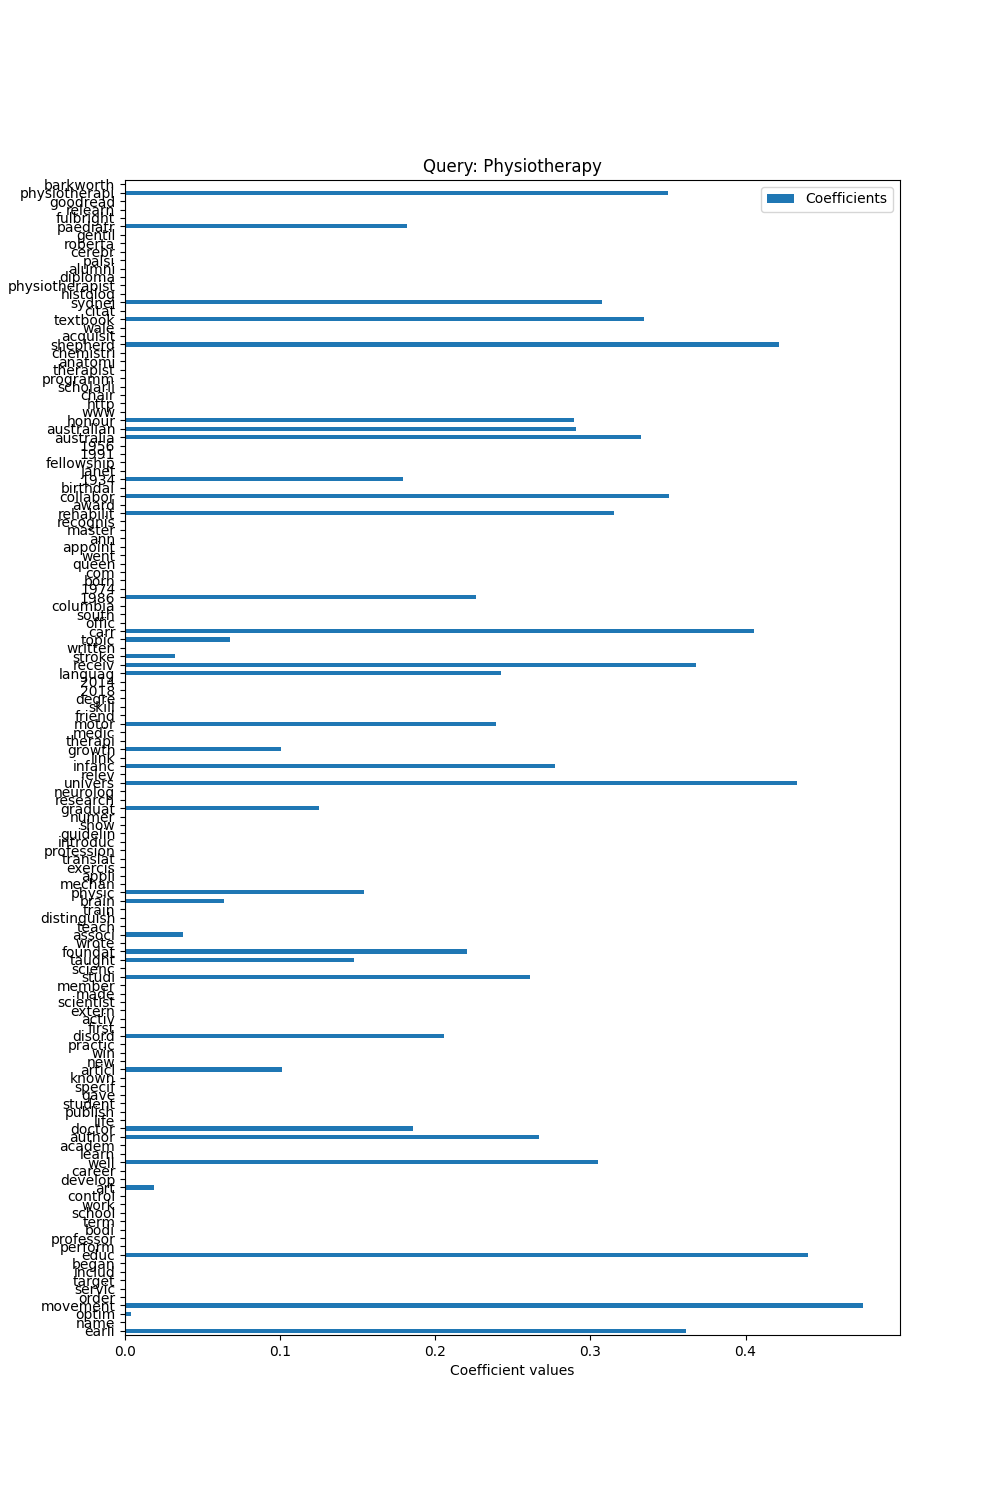 Query: Physiotherapy
Coefficients
barkworth
physiotherapi
goodread
relearn
fulbright
paediatr
gentil
roberta
cerebr
palsi
alumni
diploma
physiotherapist
histolog
sydnei
citat
textbook
wale
acquisit
shepherd
chemistri
anatomi
therapist
programm
scholarli
chair
http
www
honour
australian
australia
1956
1991
fellowship
janet
1934
birthdai
collabor
award
rehabilit
recognis
master
ann
appoint
went
queen
com
born
1974
1986
columbia
south
offic
carr
topic
written
stroke
receiv
languag
2014
2018
degre
skill
friend
motor
medic
therapi
growth
link
infanc
relev
univers
neurolog
research
graduat
numer
show
guidelin
introduc
profession
translat
exercis
appli
mechan
physic
brain
train
distinguish
teach
associ
wrote
foundat
taught
scienc
studi
member
made
scientist
extern
activ
first
disord
practic
win
new
articl
known
specif
gave
student
publish
life
doctor
author
academ
learn
well
career
develop
art
control
work
school
term
bodi
professor
perform
educ
began
includ
target
servic
order
movement
optim
name
earli
0.0 0.1 0.2 0.3 0.4
Coefficient values